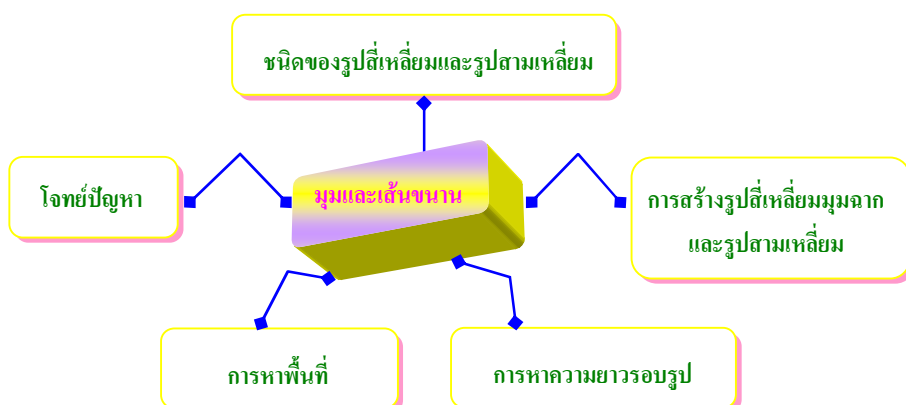 ชนิดของรูปสี่เหลี่ยมและรูปสามเหลี่ยม
โจทย์ปัญหา
มุมและเส้นขนาน
การสร้างรูปสี่เหลี่ยมมุมฉาก
และรูปสามเหลี่ยม
การหาพื้นที่
การหาความยาวรอบรูป